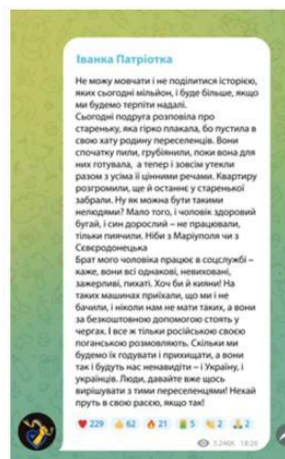 Іванка Патріотка
Не можу мовчати і не поділитися історією,
яких сьогодні мільйон, і буде більше, якщо
ми будемо терпіти надалі.
Сьогодні подруга розповіла про
стареньку, яка гірко плакала, бо пустила в
свою хату родину переселенців. Вони
спочатку пили, грубіянили, поки вона для
них готувала, а тепер і зовсім утекли
разом з усіма її цінними речами. Квартиру
розгромили, ще й останнє у старенької
забрали. Ну як можна бути такими
нелюдями? Мало того, і чоловік здоровий
бугай, і син дорослий – не працювали,
тільки пиячили. Ніби з Маріуполя чи з
Сєвєродонецька
Брат мого чоловіка працює в соцслужбі –
каже, вони всі однакові, невиховані,
зажерливі, пихаті. Хоч би й кияни! На
таких машинах приїхали, що ми і не
бачили, і ніколи нам не мати таких, а вони
за безкоштовною допомогою стоять у
чергах. І все ж тільки російською своєю
поганською розмовляють. Скільки ми
будемо їх годувати і прихищати, а вони
так і будуть нас ненавидіти – і Україну, і
українців. Люди, давайте вже щось
вирішувати з тими переселенцями! Нехай
пруть в свою расєю, якщо так!
229 62 21 5 2 2
3.246K 18:26